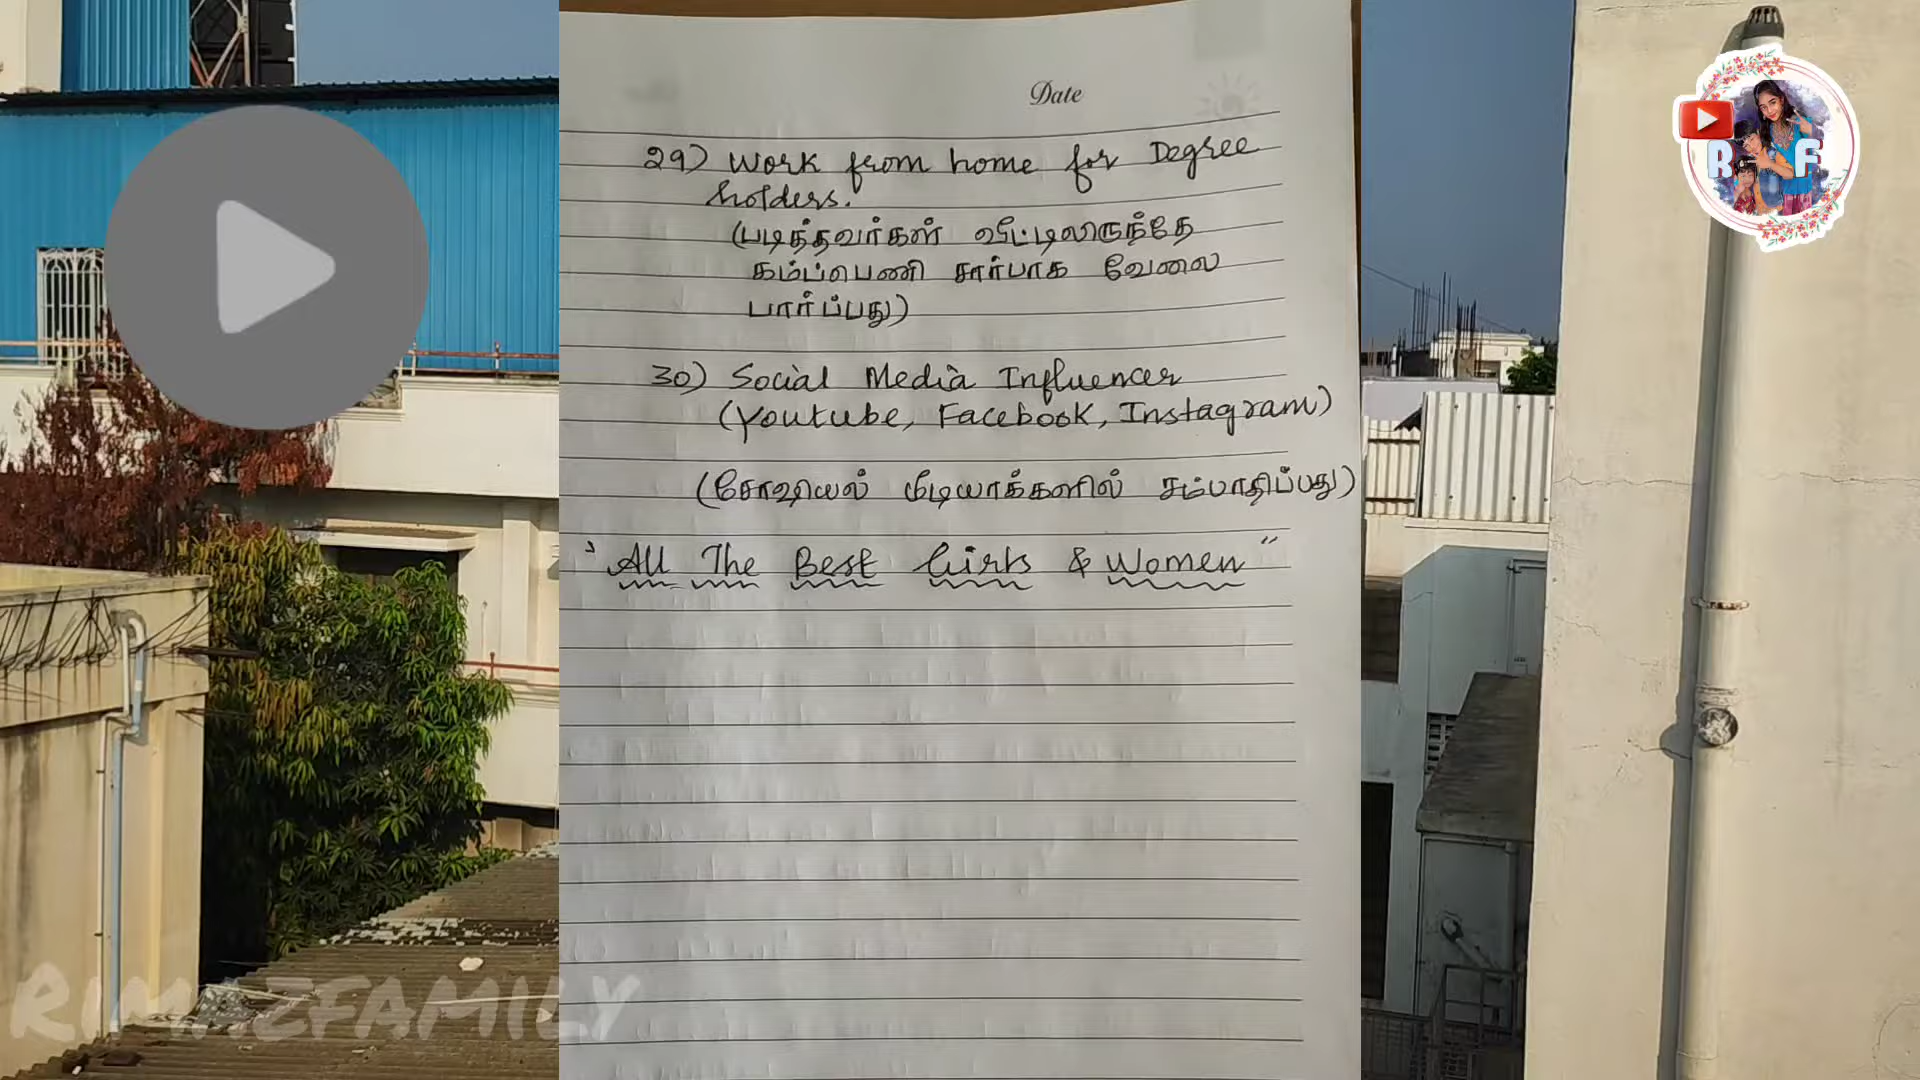 Date
29) Work from home for Degree
holders.
(படித்தவர்கள் வீட்டிலிருந்தே
கம்ப்பெணி சார்பாக வேலை
பார்ப்பது)
30) Social Media Influencer
(Youtube, Facebook, Instagram)
(சோஷியல் மீடியாக்களில் சம்பாதிப்பது)
"All The Best Girls & Women"
R F
RIMAZFAMILY